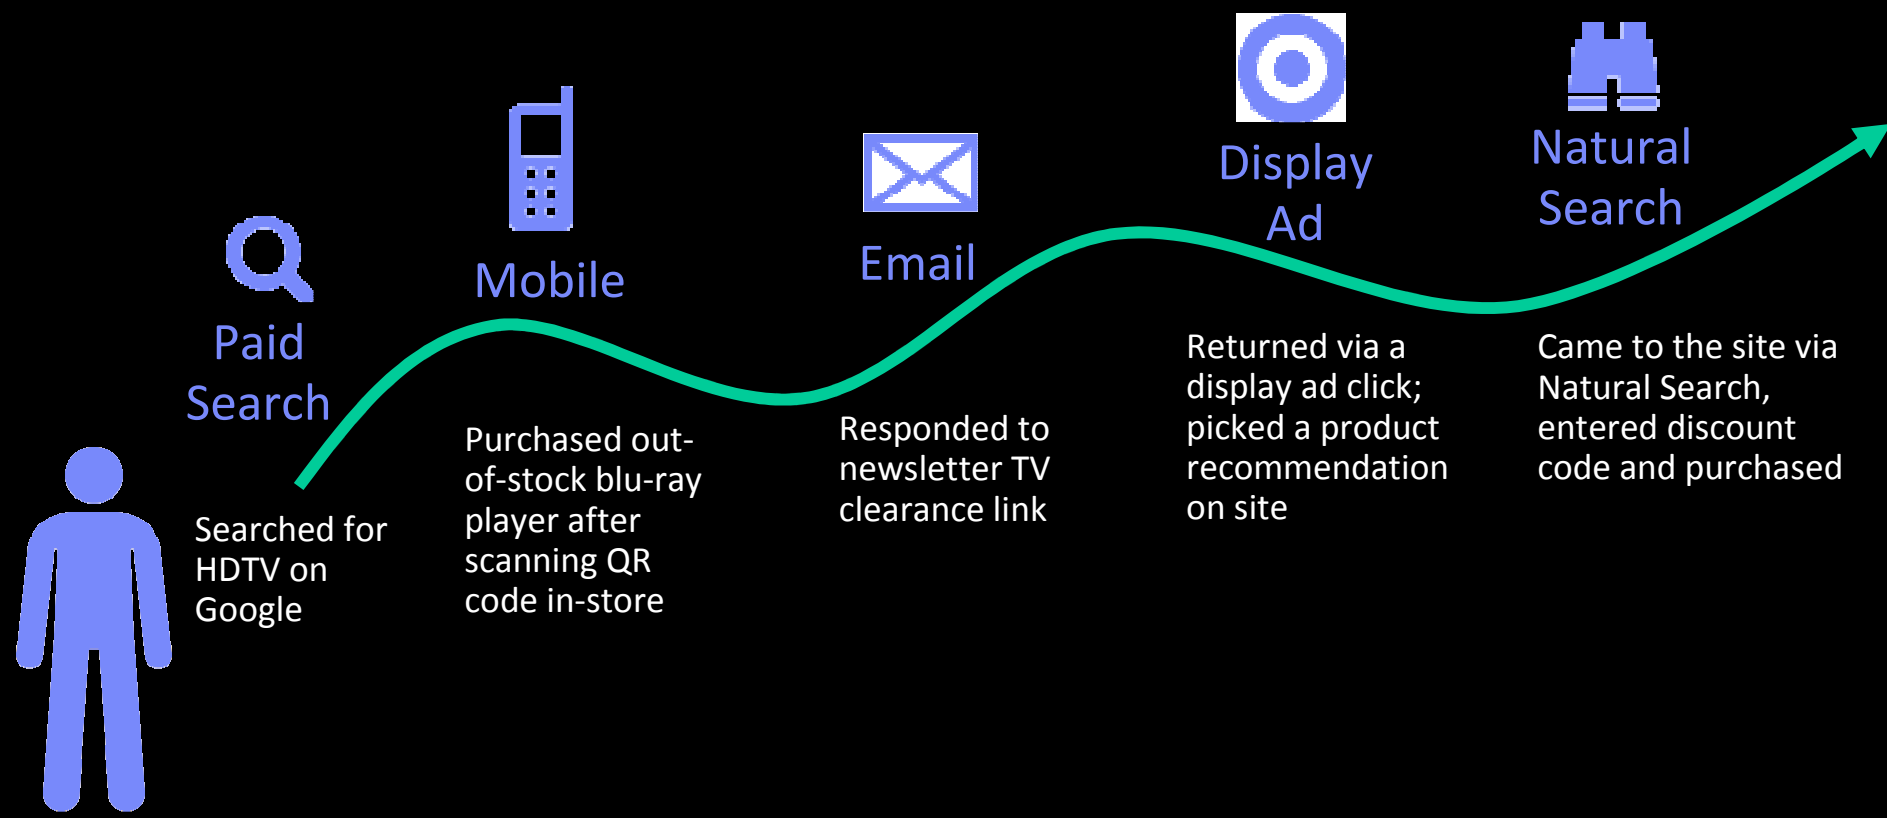 Paid
Search
Searched for
HDTV on
Google
Mobile
Purchased out-
of-stock blu-ray
player after
scanning QR
code in-store
Email
Responded to
newsletter TV
clearance link
Display
Ad
Returned via a
display ad click;
picked a product
recommendation
on site
Natural
Search
Came to the site via
Natural Search,
entered discount
code and purchased